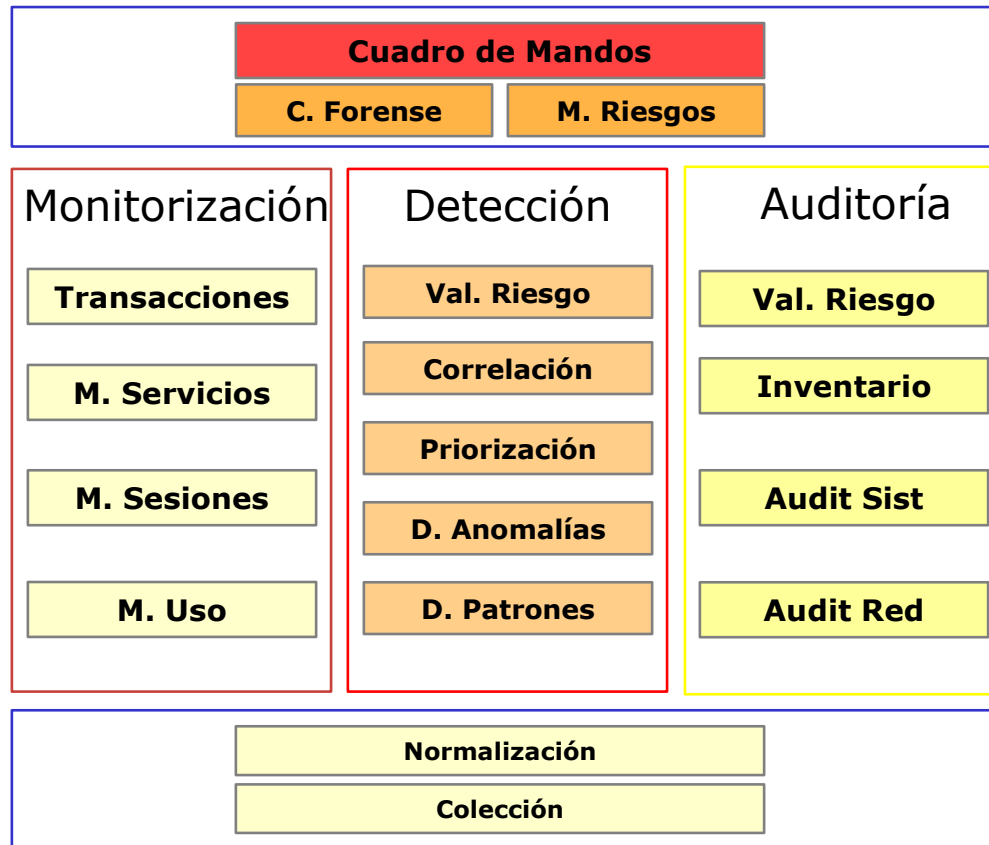 Cuadro de Mandos
C. Forense
M. Riesgos
Monitorización
Transacciones
M. Servicios
M. Sesiones
M. Uso
Detección
Val. Riesgo
Correlación
Priorización
D. Anomalías
D. Patrones
Auditoría
Val. Riesgo
Inventario
Audit Sist
Audit Red
Normalización
Colección